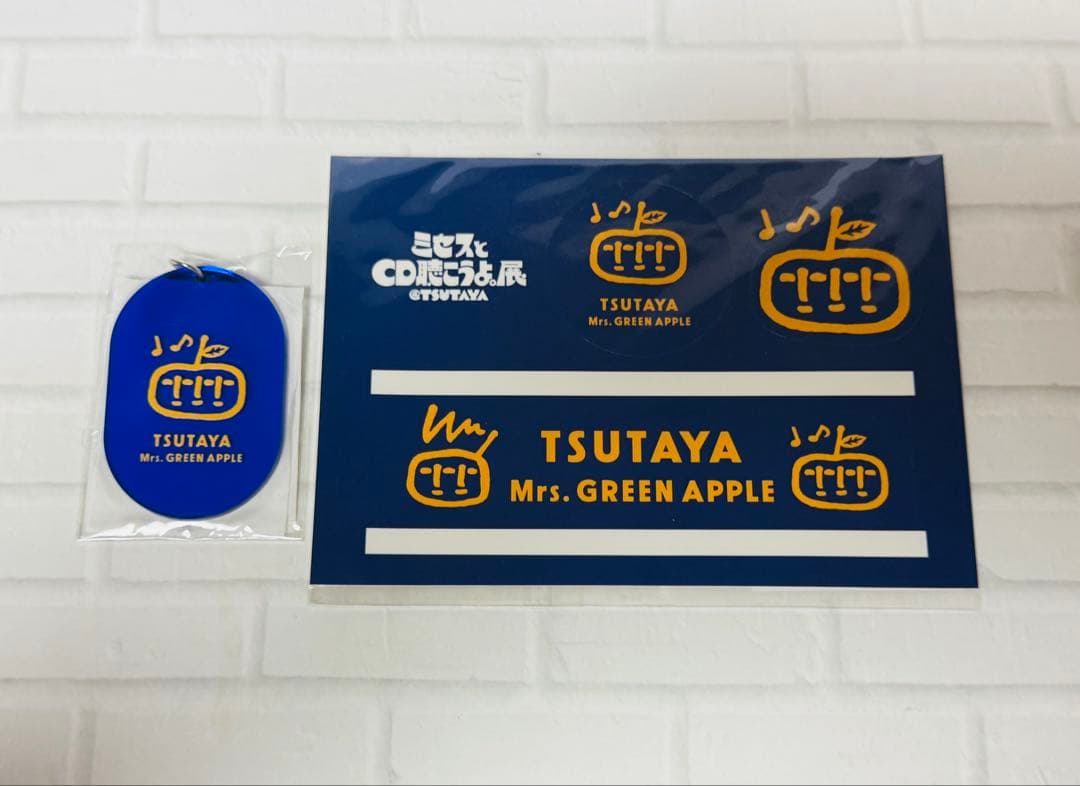 TSUTAYA
Mrs. GREEN APPLE
ミセスと
CD聴こうよ。展
@TSUTAYA
TSUTAYA
Mrs. GREEN APPLE
TSUTAYA
Mrs. GREEN APPLE